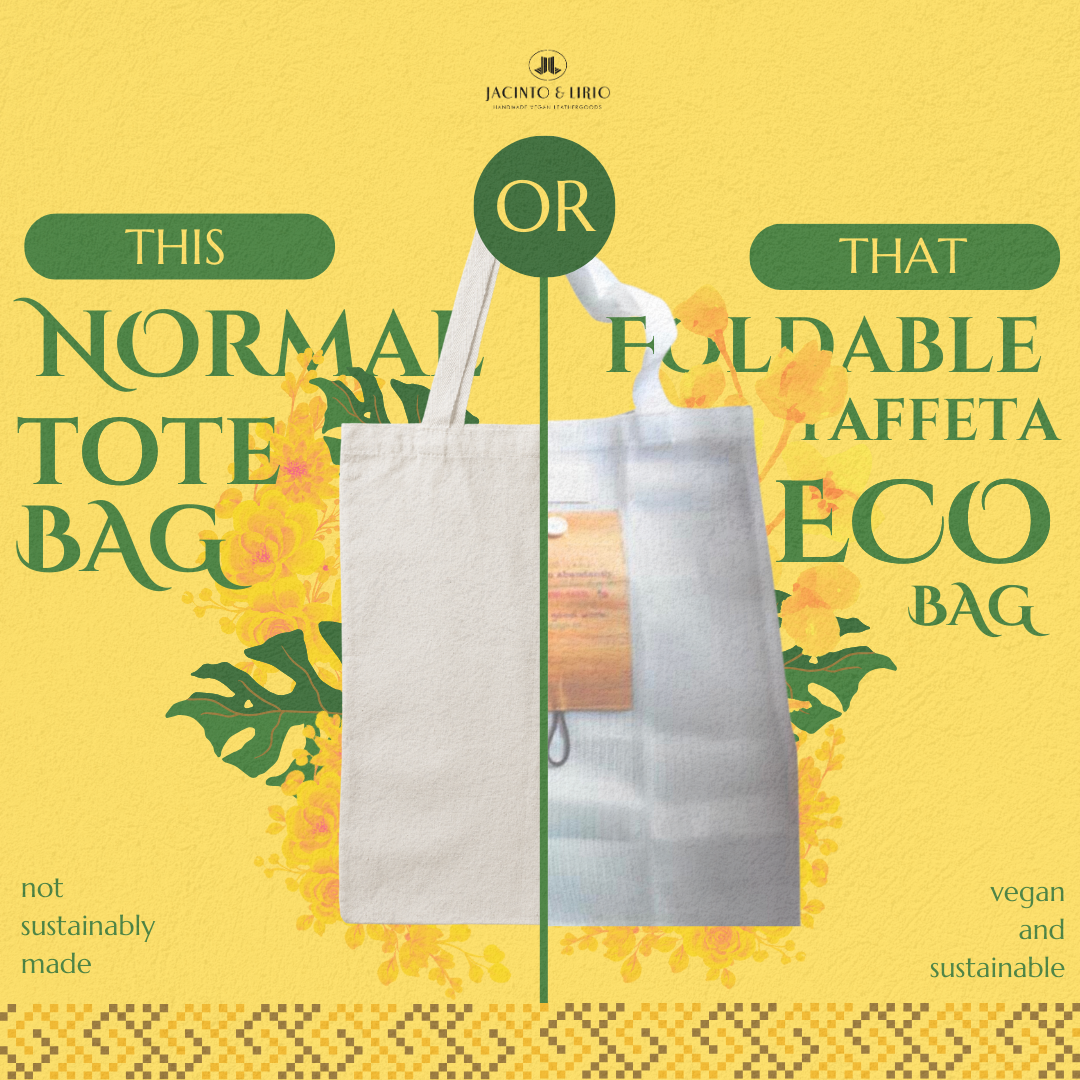 JACINTO & LIRIO
HANDMADE VEGAN LEATHERGOODS
OR
THIS
NORMAL
TOTE
BAG
not
sustainably
made
THAT
FOLDABLE
TAFFETA
ECO
BAG
vegan
and
sustainable